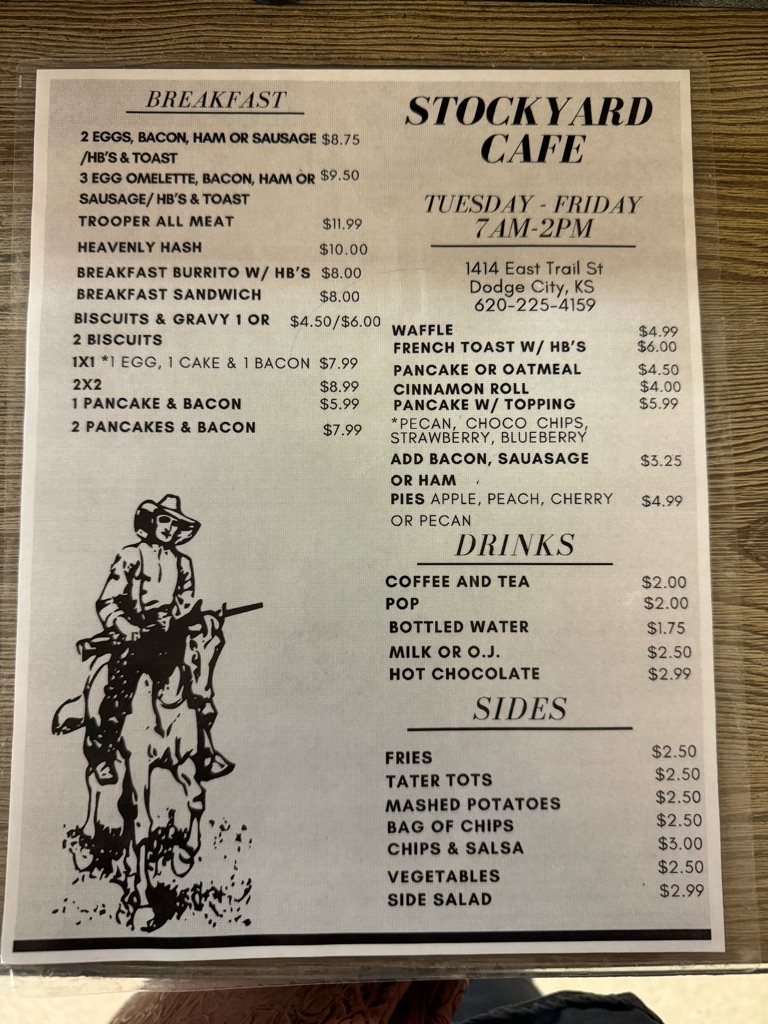 BREAKFAST
2 EGGS, BACON, HAM OR SAUSAGE $8.75
/HB'S & TOAST
3 EGG OMELETTE, BACON, HAM OR $9.50
SAUSAGE/ HB'S & TOAST
TROOPER ALL MEAT $11.99
HEAVENLY HASH $10.00
BREAKFAST BURRITO W/ HB'S $8.00
BREAKFAST SANDWICH $8.00
BISCUITS & GRAVY 1 OR $4.50/$6.00
2 BISCUITS
1X1 *1 EGG, 1 CAKE & 1 BACON $7.99
2X2 $8.99
1 PANCAKE & BACON $5.99
2 PANCAKES & BACON $7.99
STOCKYARD
CAFE
TUESDAY - FRIDAY
7AM-2PM
1414 East Trail St
Dodge City, KS
620-225-4159
WAFFLE $4.99
FRENCH TOAST W/ HB'S $6.00
PANCAKE OR OATMEAL $4.50
CINNAMON ROLL $4.00
PANCAKE W/ TOPPING $5.99
*PECAN, CHOCO CHIPS,
STRAWBERRY, BLUEBERRY
ADD BACON, SAUASAGE $3.25
OR HAM
PIES APPLE, PEACH, CHERRY $4.99
OR PECAN
DRINKS
COFFEE AND TEA $2.00
POP $2.00
BOTTLED WATER $1.75
MILK OR O.J. $2.50
HOT CHOCOLATE $2.99
SIDES
FRIES $2.50
TATER TOTS $2.50
MASHED POTATOES $2.50
BAG OF CHIPS $2.50
CHIPS & SALSA $3.00
VEGETABLES $2.50
SIDE SALAD $2.99